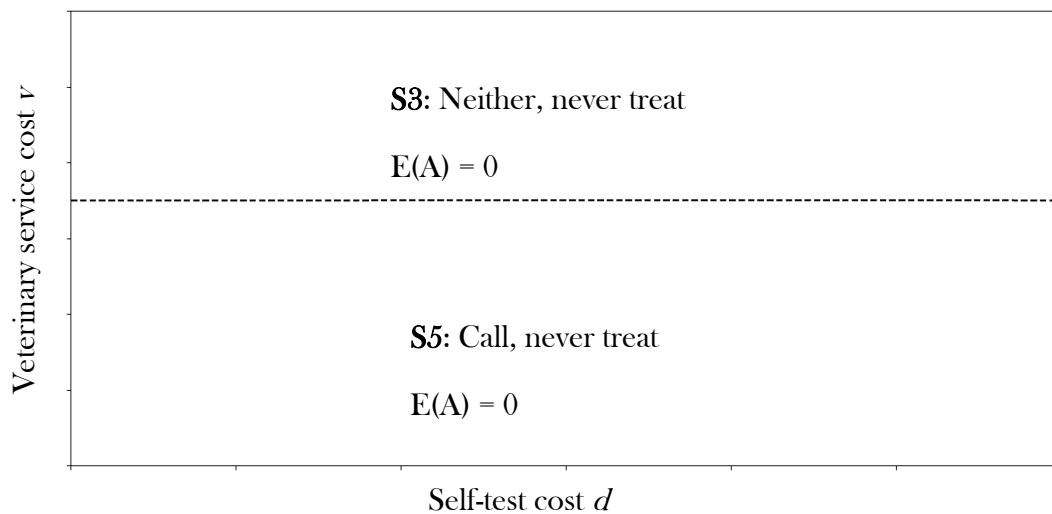 Veterinary service cost v
S3: Neither, never treat
E(A) = 0
S5: Call, never treat
E(A) = 0
Self-test cost d